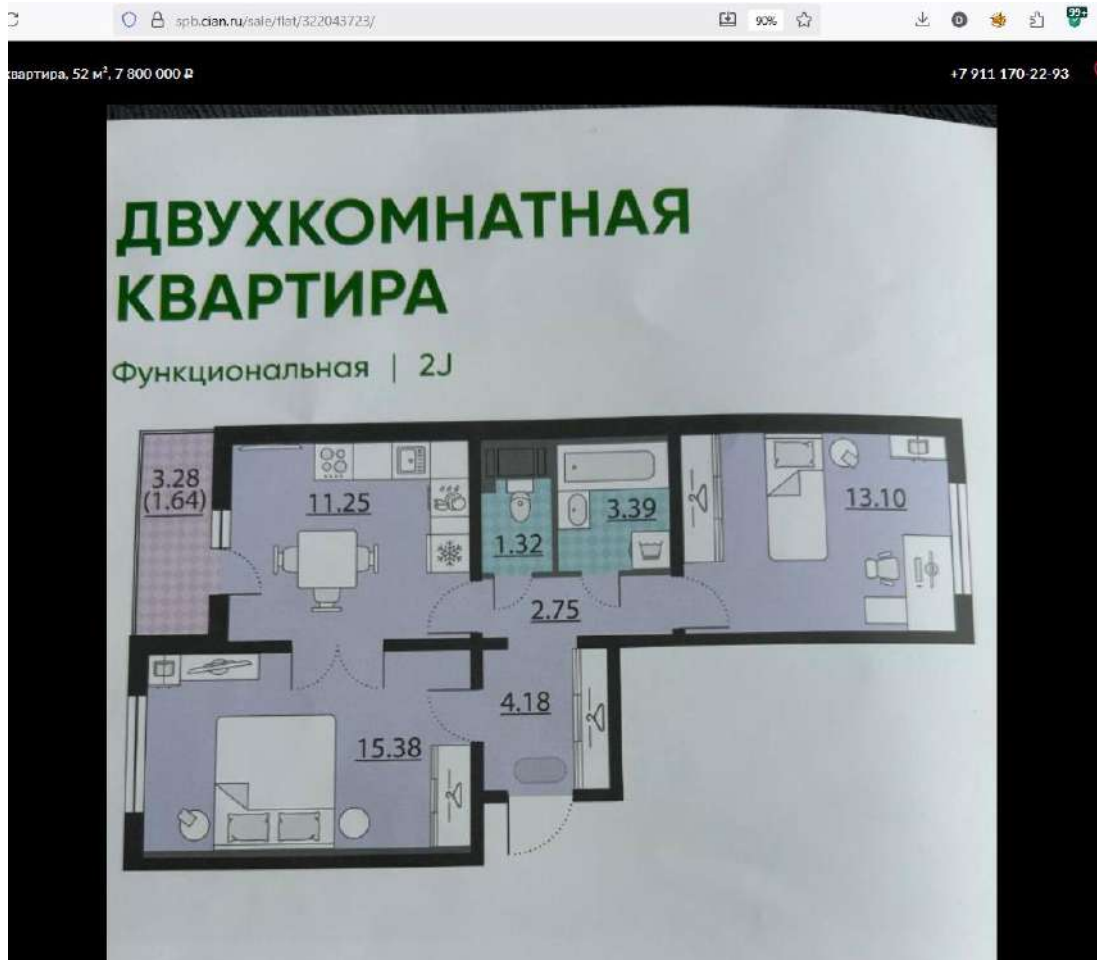 spb.cian.ru/sale/flat/322043723/
90%
99+
квартира, 52 м², 7 800 000 ₽
+7 911 170-22-93
ДВУХКОМНАТНАЯ
КВАРТИРА
Функциональная | 2J
3.28
(1.64)
11.25
1.32
3.39
13.10
2.75
4.18
15.38